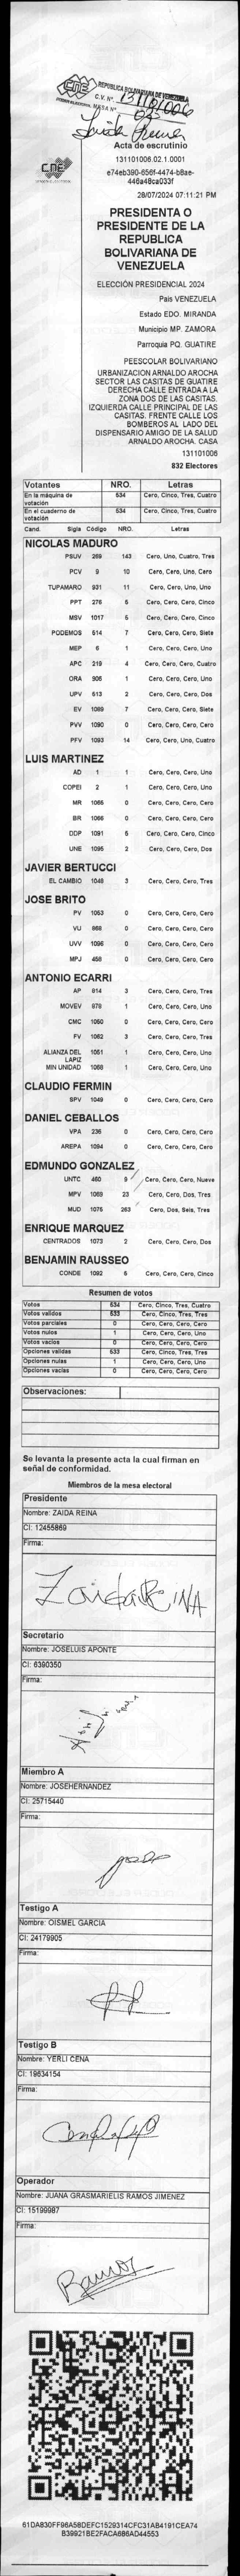 REPUBLICA BOLIVARIANA DE VENEZUELA
CNE
C.V. Nº 131101006
MESA Nº 02
Zaida Reina
CNE
Acta de escrutinio
131101006.02.1.0001
e74eb390-656f-4474-b8ae-
446a48ca033f
28/07/2024 07:11:21 PM
PRESIDENTA O
PRESIDENTE DE LA
REPUBLICA
BOLIVARIANA DE
VENEZUELA
ELECCIÓN PRESIDENCIAL 2024
País VENEZUELA
Estado EDO. MIRANDA
Municipio MP. ZAMORA
Parroquia PQ. GUATIRE
PEESCOLAR BOLIVARIANO
URBANIZACION ARNALDO AROCHA
SECTOR LAS CASITAS DE GUATIRE
DERECHA CALLE ENTRADA A LA
ZONA DOS DE LAS CASITAS.
IZQUIERDA CALLE PRINCIPAL DE LAS
CASITAS. FRENTE CALLE LOS
BOMBEROS AL LADO DEL
DISPENSARIO AMIGO DE LA SALUD
ARNALDO AROCHA. CASA
131101006
832 Electores
Votantes NRO. Letras
En la máquina de votación 534 Cero, Cinco, Tres, Cuatro
En el cuaderno de votación 534 Cero, Cinco, Tres, Cuatro
Cand. Sigla Código NRO. Letras
NICOLAS MADURO
PSUV 269 143 Cero, Uno, Cuatro, Tres
PCV 9 10 Cero, Cero, Uno, Cero
TUPAMARO 931 11 Cero, Cero, Uno, Uno
PPT 276 5 Cero, Cero, Cero, Cinco
MSV 1017 5 Cero, Cero, Cero, Cinco
PODEMOS 514 7 Cero, Cero, Cero, Siete
MEP 6 1 Cero, Cero, Cero, Uno
APC 219 4 Cero, Cero, Cero, Cuatro
ORA 906 1 Cero, Cero, Cero, Uno
UPV 513 2 Cero, Cero, Cero, Dos
EV 1089 7 Cero, Cero, Cero, Siete
PVV 1090 0 Cero, Cero, Cero, Cero
PFV 1093 14 Cero, Cero, Uno, Cuatro
LUIS MARTINEZ
AD 1 1 Cero, Cero, Cero, Uno
COPEI 2 1 Cero, Cero, Cero, Uno
MR 1065 0 Cero, Cero, Cero, Cero
BR 1066 0 Cero, Cero, Cero, Cero
DDP 1091 5 Cero, Cero, Cero, Cinco
UNE 1095 2 Cero, Cero, Cero, Dos
JAVIER BERTUCCI
EL CAMBIO 1048 3 Cero, Cero, Cero, Tres
JOSE BRITO
PV 1053 0 Cero, Cero, Cero, Cero
VU 868 0 Cero, Cero, Cero, Cero
UVV 1096 0 Cero, Cero, Cero, Cero
MPJ 458 0 Cero, Cero, Cero, Cero
ANTONIO ECARRI
AP 814 3 Cero, Cero, Cero, Tres
MOVEV 878 1 Cero, Cero, Cero, Uno
CMC 1050 0 Cero, Cero, Cero, Cero
FV 1062 3 Cero, Cero, Cero, Tres
ALIANZA DEL LAPIZ 1051 1 Cero, Cero, Cero, Uno
MIN UNIDAD 1068 1 Cero, Cero, Cero, Uno
CLAUDIO FERMIN
SPV 1049 0 Cero, Cero, Cero, Cero
DANIEL CEBALLOS
VPA 236 0 Cero, Cero, Cero, Cero
AREPA 1094 0 Cero, Cero, Cero, Cero
EDMUNDO GONZALEZ
UNTC 460 9 Cero, Cero, Cero, Nueve
MPV 1069 23 Cero, Cero, Dos, Tres
MUD 1075 263 Cero, Dos, Seis, Tres
ENRIQUE MARQUEZ
CENTRADOS 1073 2 Cero, Cero, Cero, Dos
BENJAMIN RAUSSEO
CONDE 1092 5 Cero, Cero, Cero, Cinco
Resumen de votos
Votos 534 Cero, Cinco, Tres, Cuatro
Votos validos 533 Cero, Cinco, Tres, Tres
Votos parciales 0 Cero, Cero, Cero, Cero
Votos nulos 1 Cero, Cero, Cero, Uno
Votos vacíos 0 Cero, Cero, Cero, Cero
Opciones validas 533 Cero, Cinco, Tres, Tres
Opciones nulas 1 Cero, Cero, Cero, Uno
Opciones vacias 0 Cero, Cero, Cero, Cero
Observaciones:
Se levanta la presente acta la cual firman en
señal de conformidad.
Miembros de la mesa electoral
Presidente
Nombre: ZAIDA REINA
CI: 12455869
Firma:
Zaida REINA
Secretario
Nombre: JOSELUIS APONTE
CI: 6390350
Firma:
Miembro A
Nombre: JOSEHERNANDEZ
CI: 25715440
Firma:
Testigo A
Nombre: OISMEL GARCIA
CI: 24179905
Firma:
Testigo B
Nombre: YERLI CENA
CI: 19634154
Firma:
Operador
Nombre: JUANA GRASMARIELIS RAMOS JIMENEZ
CI: 15199987
Firma:
Ramos
61DA830FF96A56DEFC1529314CFC31AB4191CEA74
B39921BE2FACA686AD44553